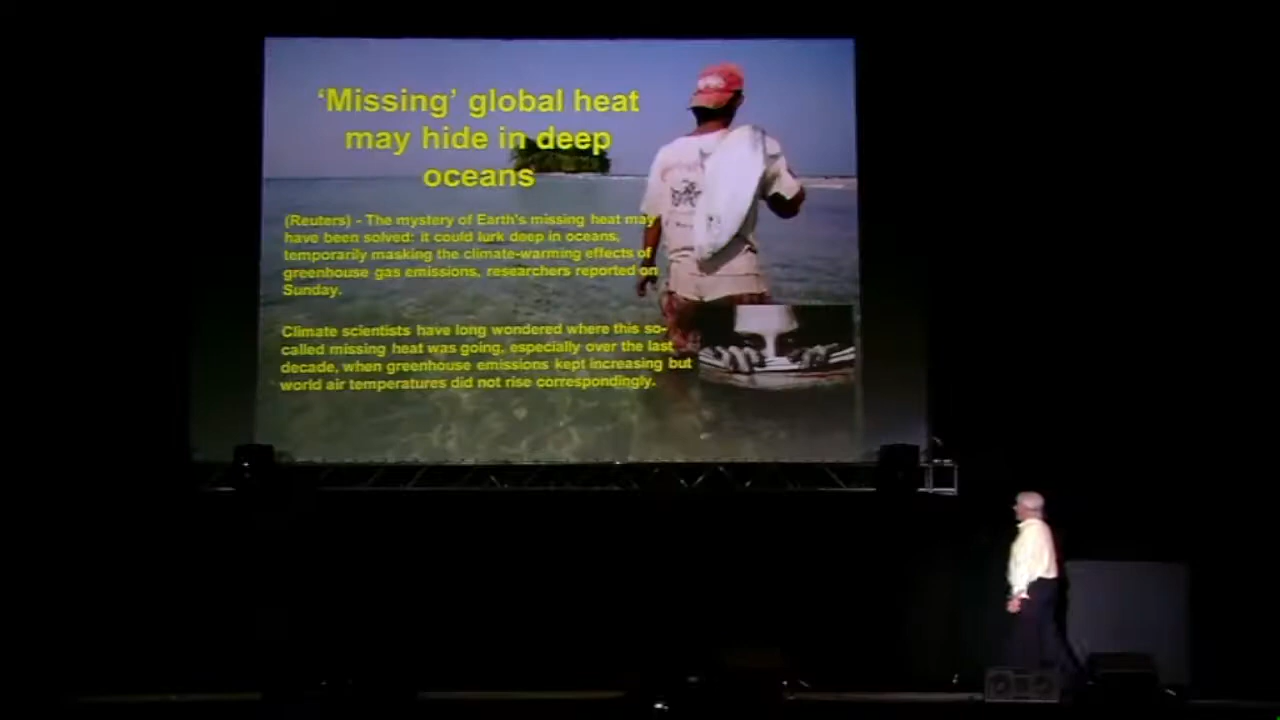 ‘Missing’ global heat
may hide in deep
oceans
(Reuters) - The mystery of Earth's missing heat may
have been solved: it could lurk deep in oceans,
temporarily masking the climate-warming effects of
greenhouse gas emissions, researchers reported on
Sunday.
Climate scientists have long wondered where this so-
called missing heat was going, especially over the last
decade, when greenhouse emissions kept increasing but
world air temperatures did not rise correspondingly.